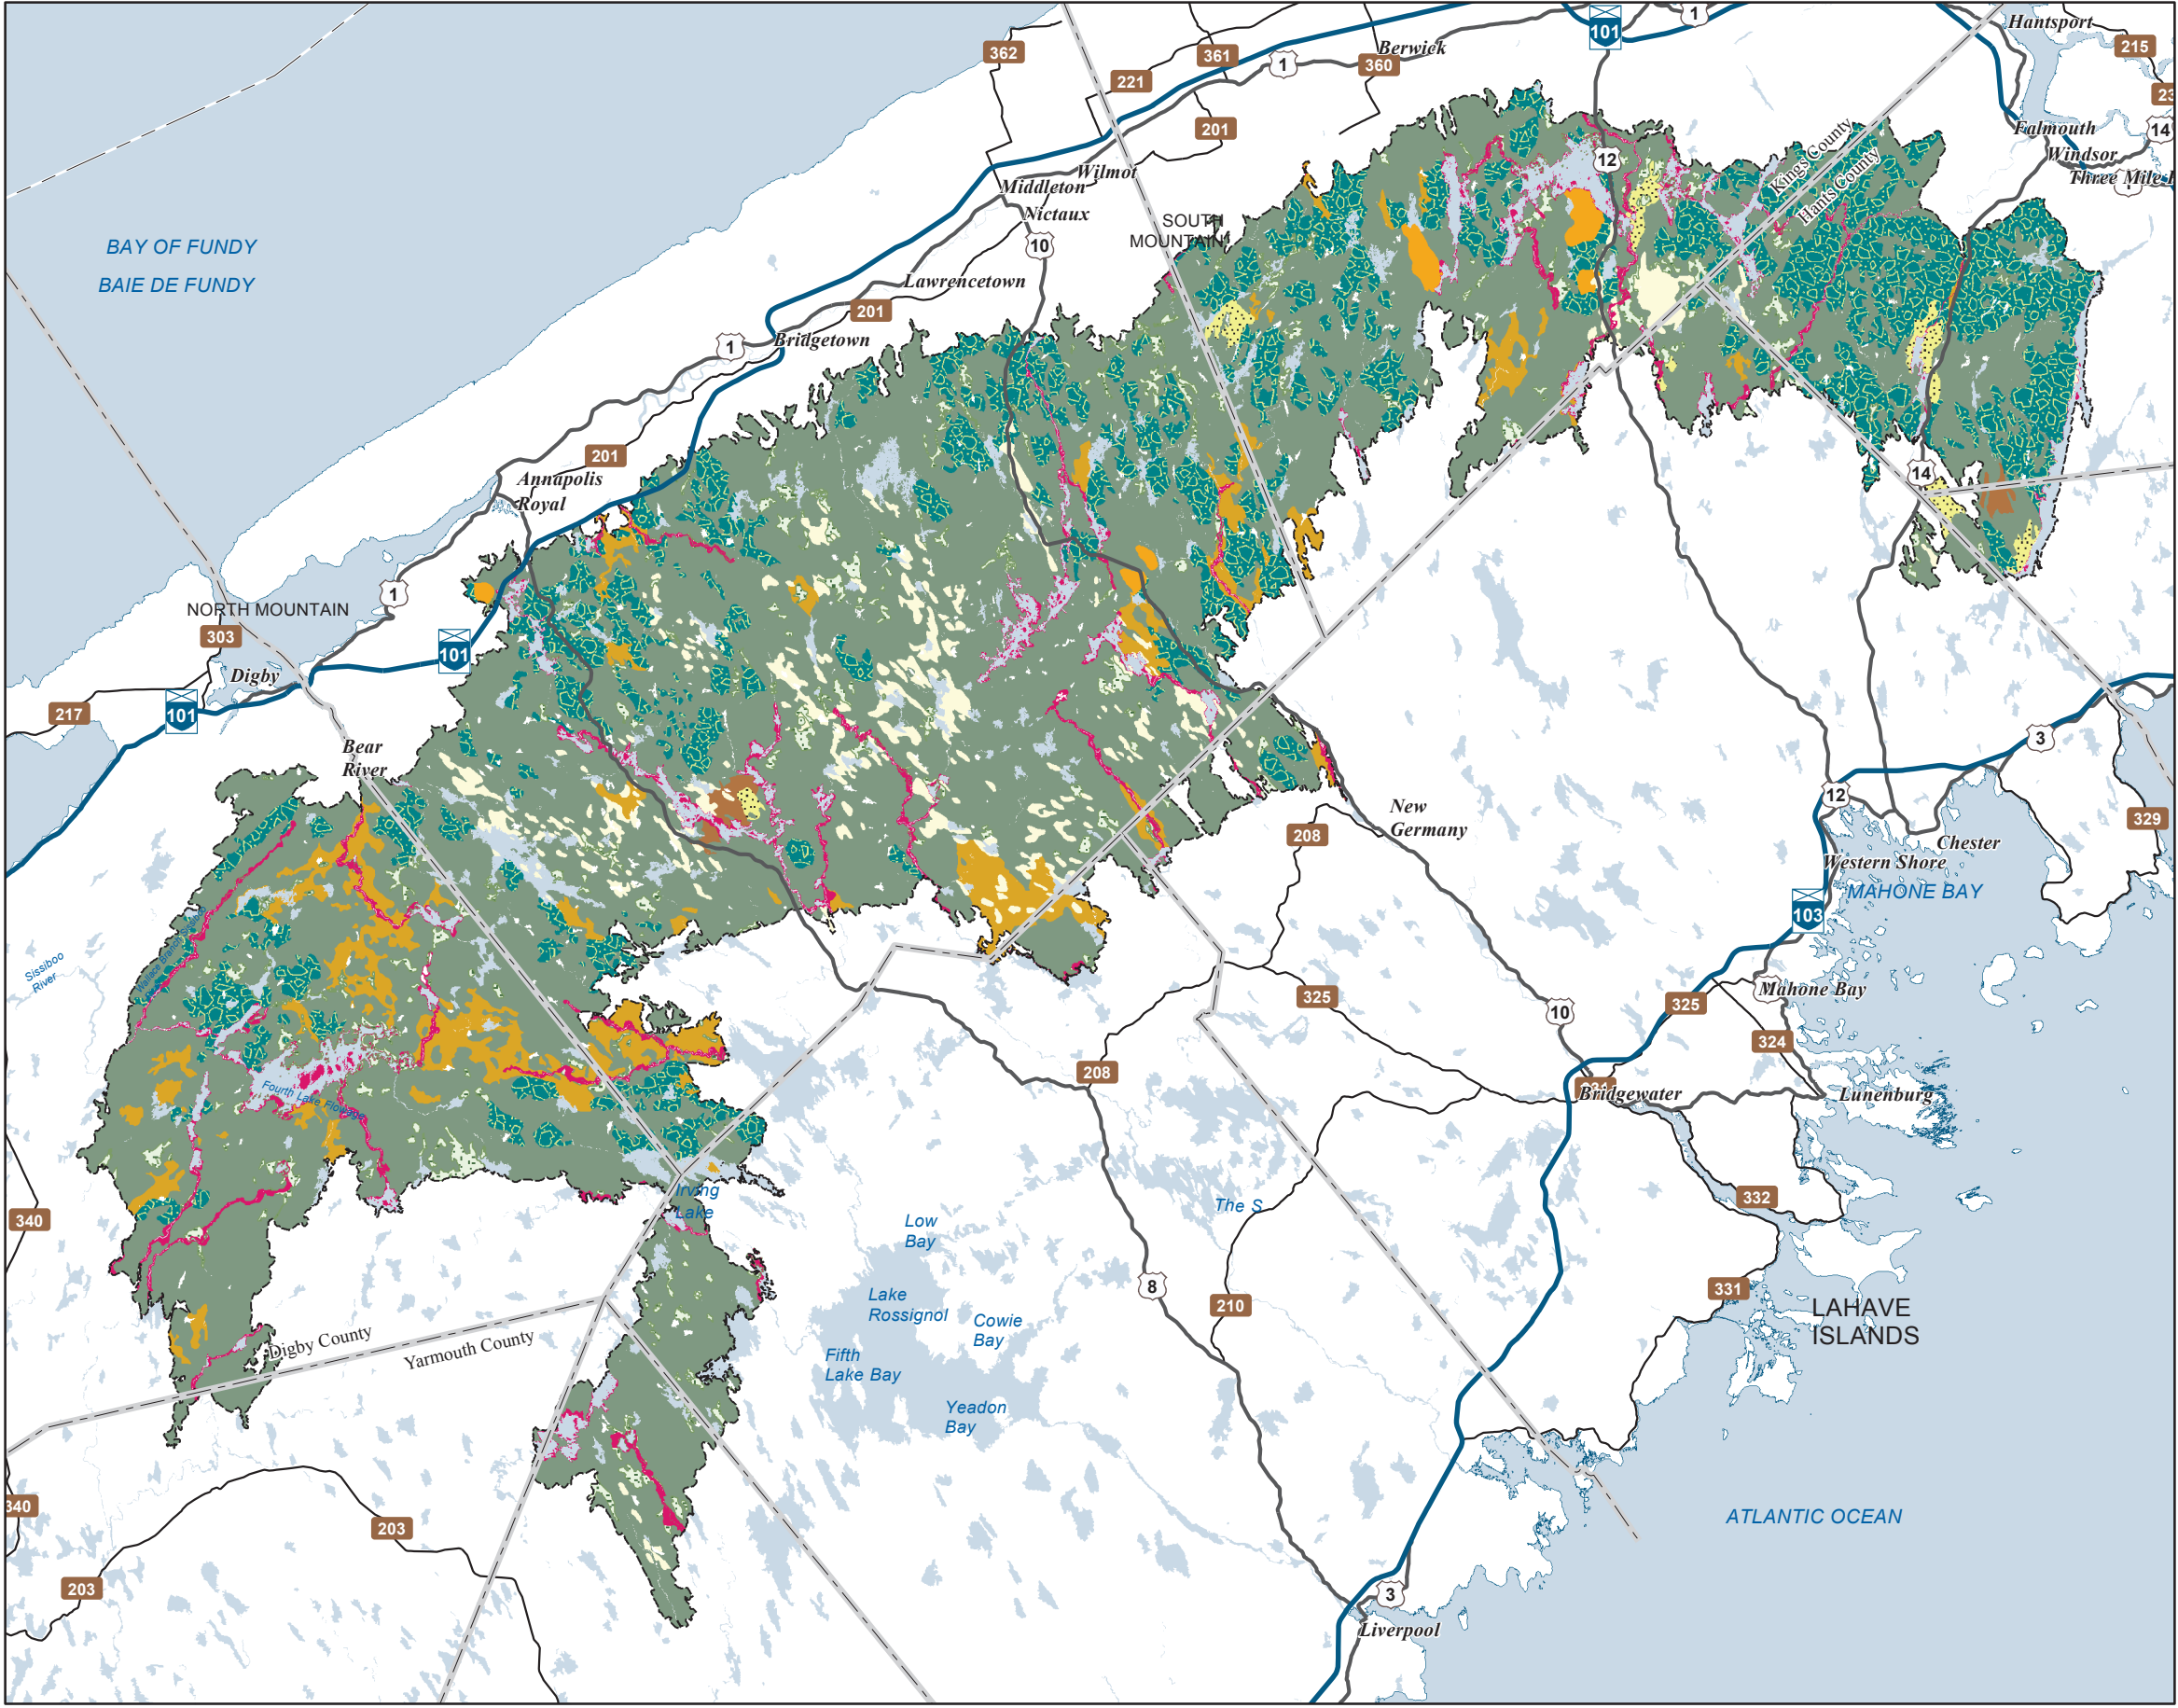 1
101
Hantsport
215
362
361
Berwick
1
360
221
201
23
14
Falmouth
Windsor
12
Kings County
Hants County
Wilmot
Middleton
Nictaux
SOUTH
MOUNTAIN
10
BAY OF FUNDY
BAIE DE FUNDY
Lawrencetown
201
Bridgetown
1
201
Annapolis
Royal
14
1
NORTH MOUNTAIN
303
101
Digby
101
217
3
Bear
River
12
New
Germany
208
329
Chester
Western Shore
MAHONE BAY
103
Sissiboo
River
325
Mahone Bay
325
10
324
208
Fourth Lake
Bridgewater
Lunenburg
Irving
Lake
332
The S
340
Low
Bay
8
331
Lake
Rossignol
210
LAHAVE
ISLANDS
Cowie
Bay
Digby County
Yarmouth County
Fifth
Lake Bay
Yeadon
Bay
340
203
ATLANTIC OCEAN
203
3
Liverpool